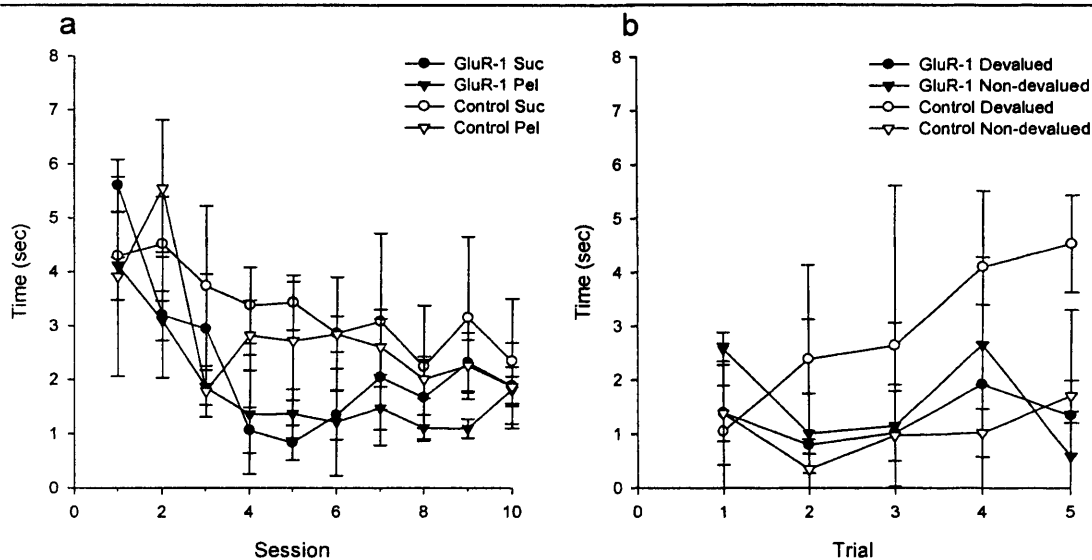 a
8
7
6
5
4
3
2
1
0
Time (sec)
GluR-1 Suc
GluR-1 Pel
Control Suc
Control Pel
0 2 4 6 8 10
Session
b
8
7
6
5
4
3
2
1
0
Time (sec)
GluR-1 Devalued
GluR-1 Non-devalued
Control Devalued
Control Non-devalued
0 1 2 3 4 5
Trial